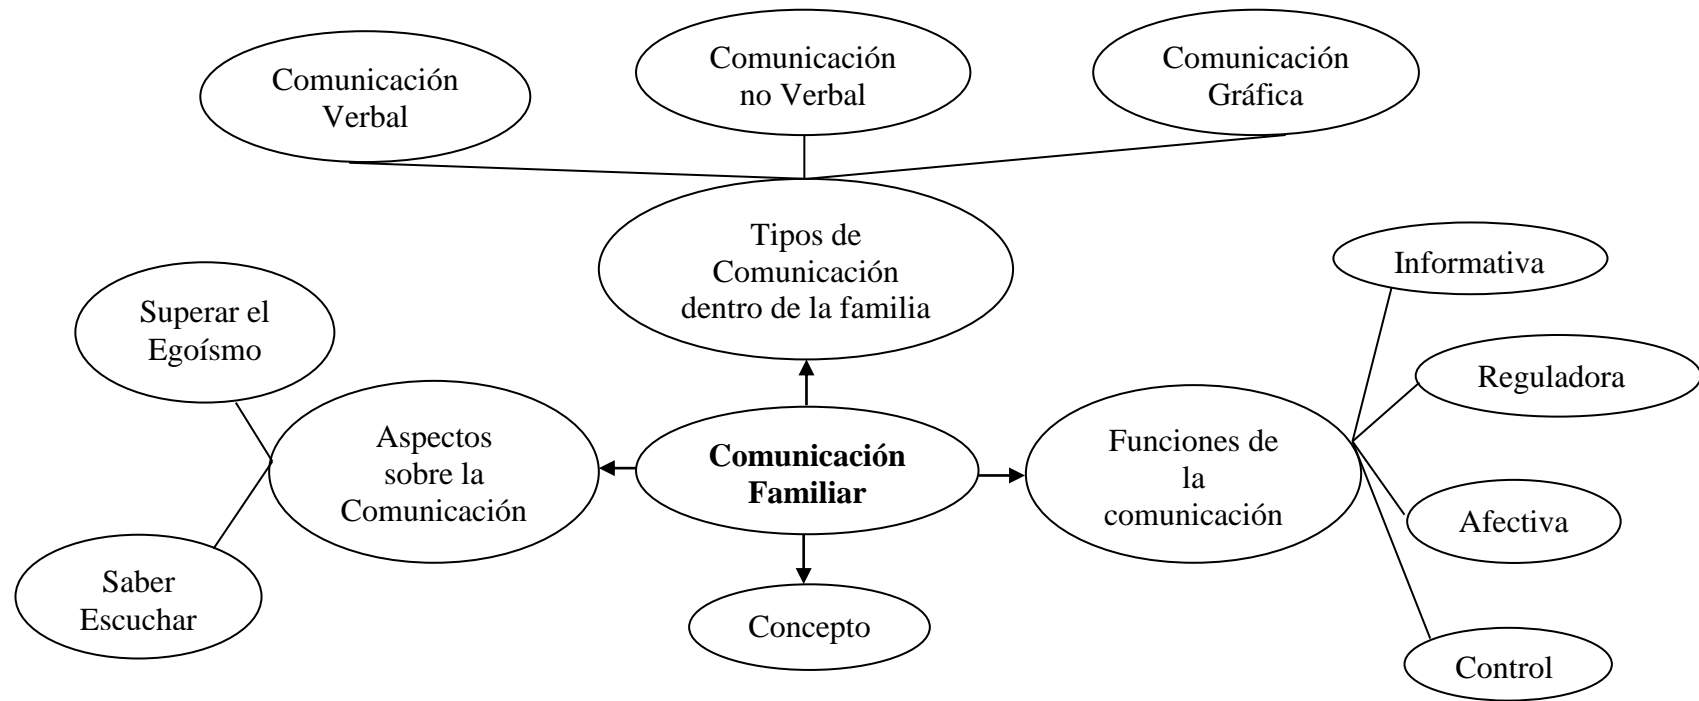 Comunicación
Verbal
Comunicación
no Verbal
Comunicación
Gráfica
Tipos de
Comunicación
dentro de la familia
Informativa
Reguladora
Afectiva
Control
Funciones de
la
comunicación
Comunicación
Familiar
Aspectos
sobre la
Comunicación
Superar el
Egoísmo
Saber
Escuchar
Concepto